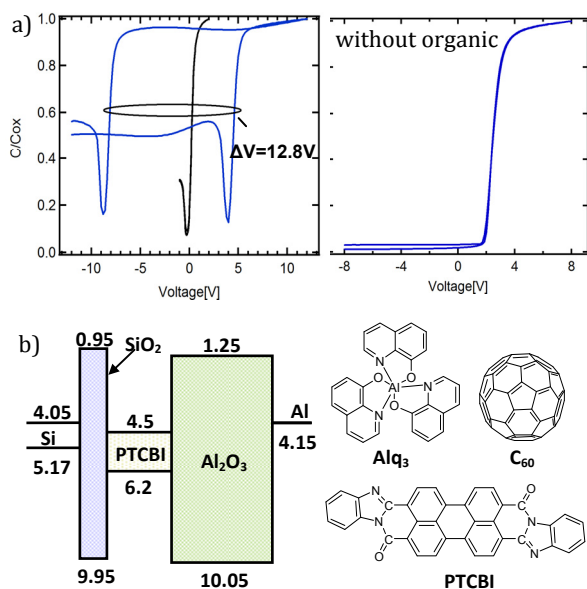 a)
1.0
0.8
0.6
0.4
0.2
0.0
C/Cox
-10
-5
0
5
10
Voltage[V]
ΔV=12.8V
without organic
-8
-4
0
4
8
Voltage[V]
b)
0.95
SiO₂
1.25
4.05
4.5
Al
Si
PTCBI
Al₂O₃
4.15
5.17
6.2
9.95
10.05
N
O
Al
N
O
O
N
Alq₃
C₆₀
N
C
N
C
O
O
C
N
C
N
PTCBI